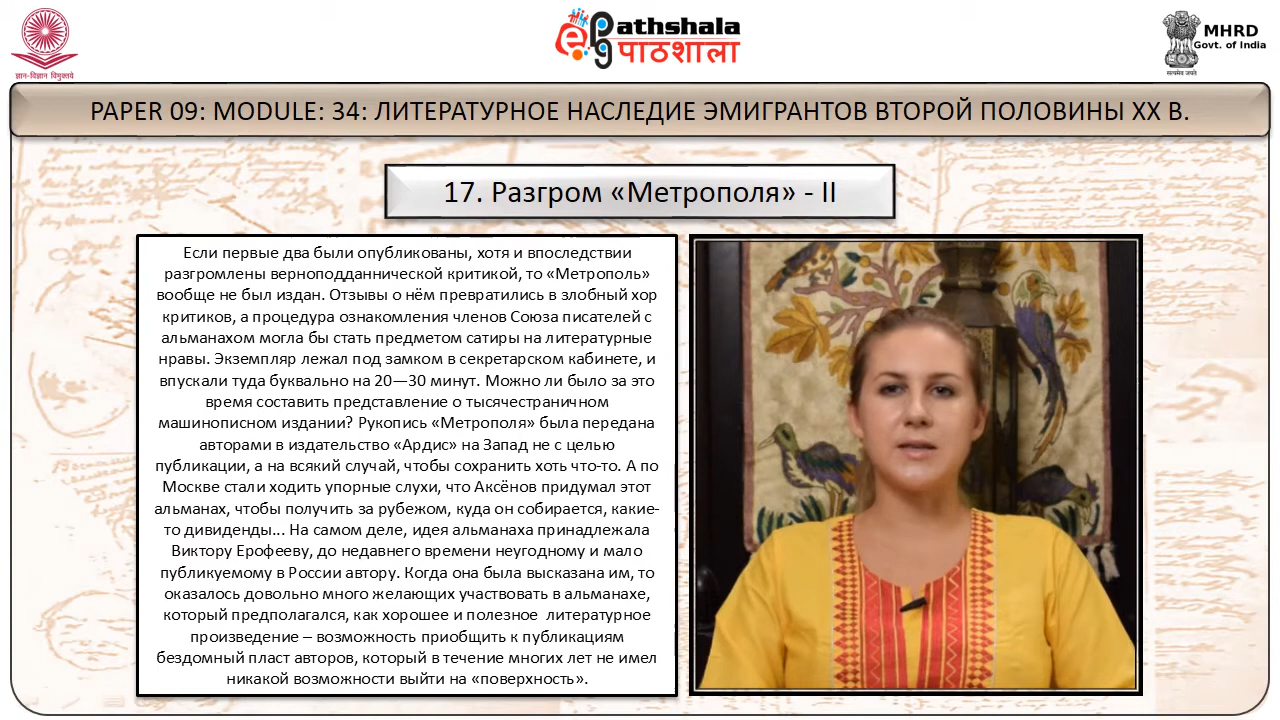 ज्ञान-विज्ञान विमुक्तये
ePathshala
पाठशाला
MHRD
Govt. of India
सत्यमेव जयते
PAPER 09: MODULE: 34: ЛИТЕРАТУРНОЕ НАСЛЕДИЕ ЭМИГРАНТОВ ВТОРОЙ ПОЛОВИНЫ XX В.
17. Разгром «Метрополя» - II
Если первые два были опубликованы, хотя и впоследствии
разгромлены верноподданнической критикой, то «Метрополь»
вообще не был издан. Отзывы о нём превратились в злобный хор
критиков, а процедура ознакомления членов Союза писателей с
альманахом могла бы стать предметом сатиры на литературные
нравы. Экземпляр лежал под замком в секретарском кабинете, и
впускали туда буквально на 20—30 минут. Можно ли было за это
время составить представление о тысячестраничном
машинописном издании? Рукопись «Метрополя» была передана
авторами в издательство «Ардис» на Запад не с целью
публикации, а на всякий случай, чтобы сохранить хоть что-то. А по
Москве стали ходить упорные слухи, что Аксёнов придумал этот
альманах, чтобы получить за рубежом, куда он собирается, какие-
то дивиденды... На самом деле, идея альманаха принадлежала
Виктору Ерофееву, до недавнего времени неугодному и мало
публикуемому в России автору. Когда она была высказана им, то
оказалось довольно много желающих участвовать в альманахе,
который предполагался, как хорошее и полезное  литературное
произведение – возможность приобщить к публикациям
бездомный пласт авторов, который в течение многих лет не имел
никакой возможности выйти на «поверхность».